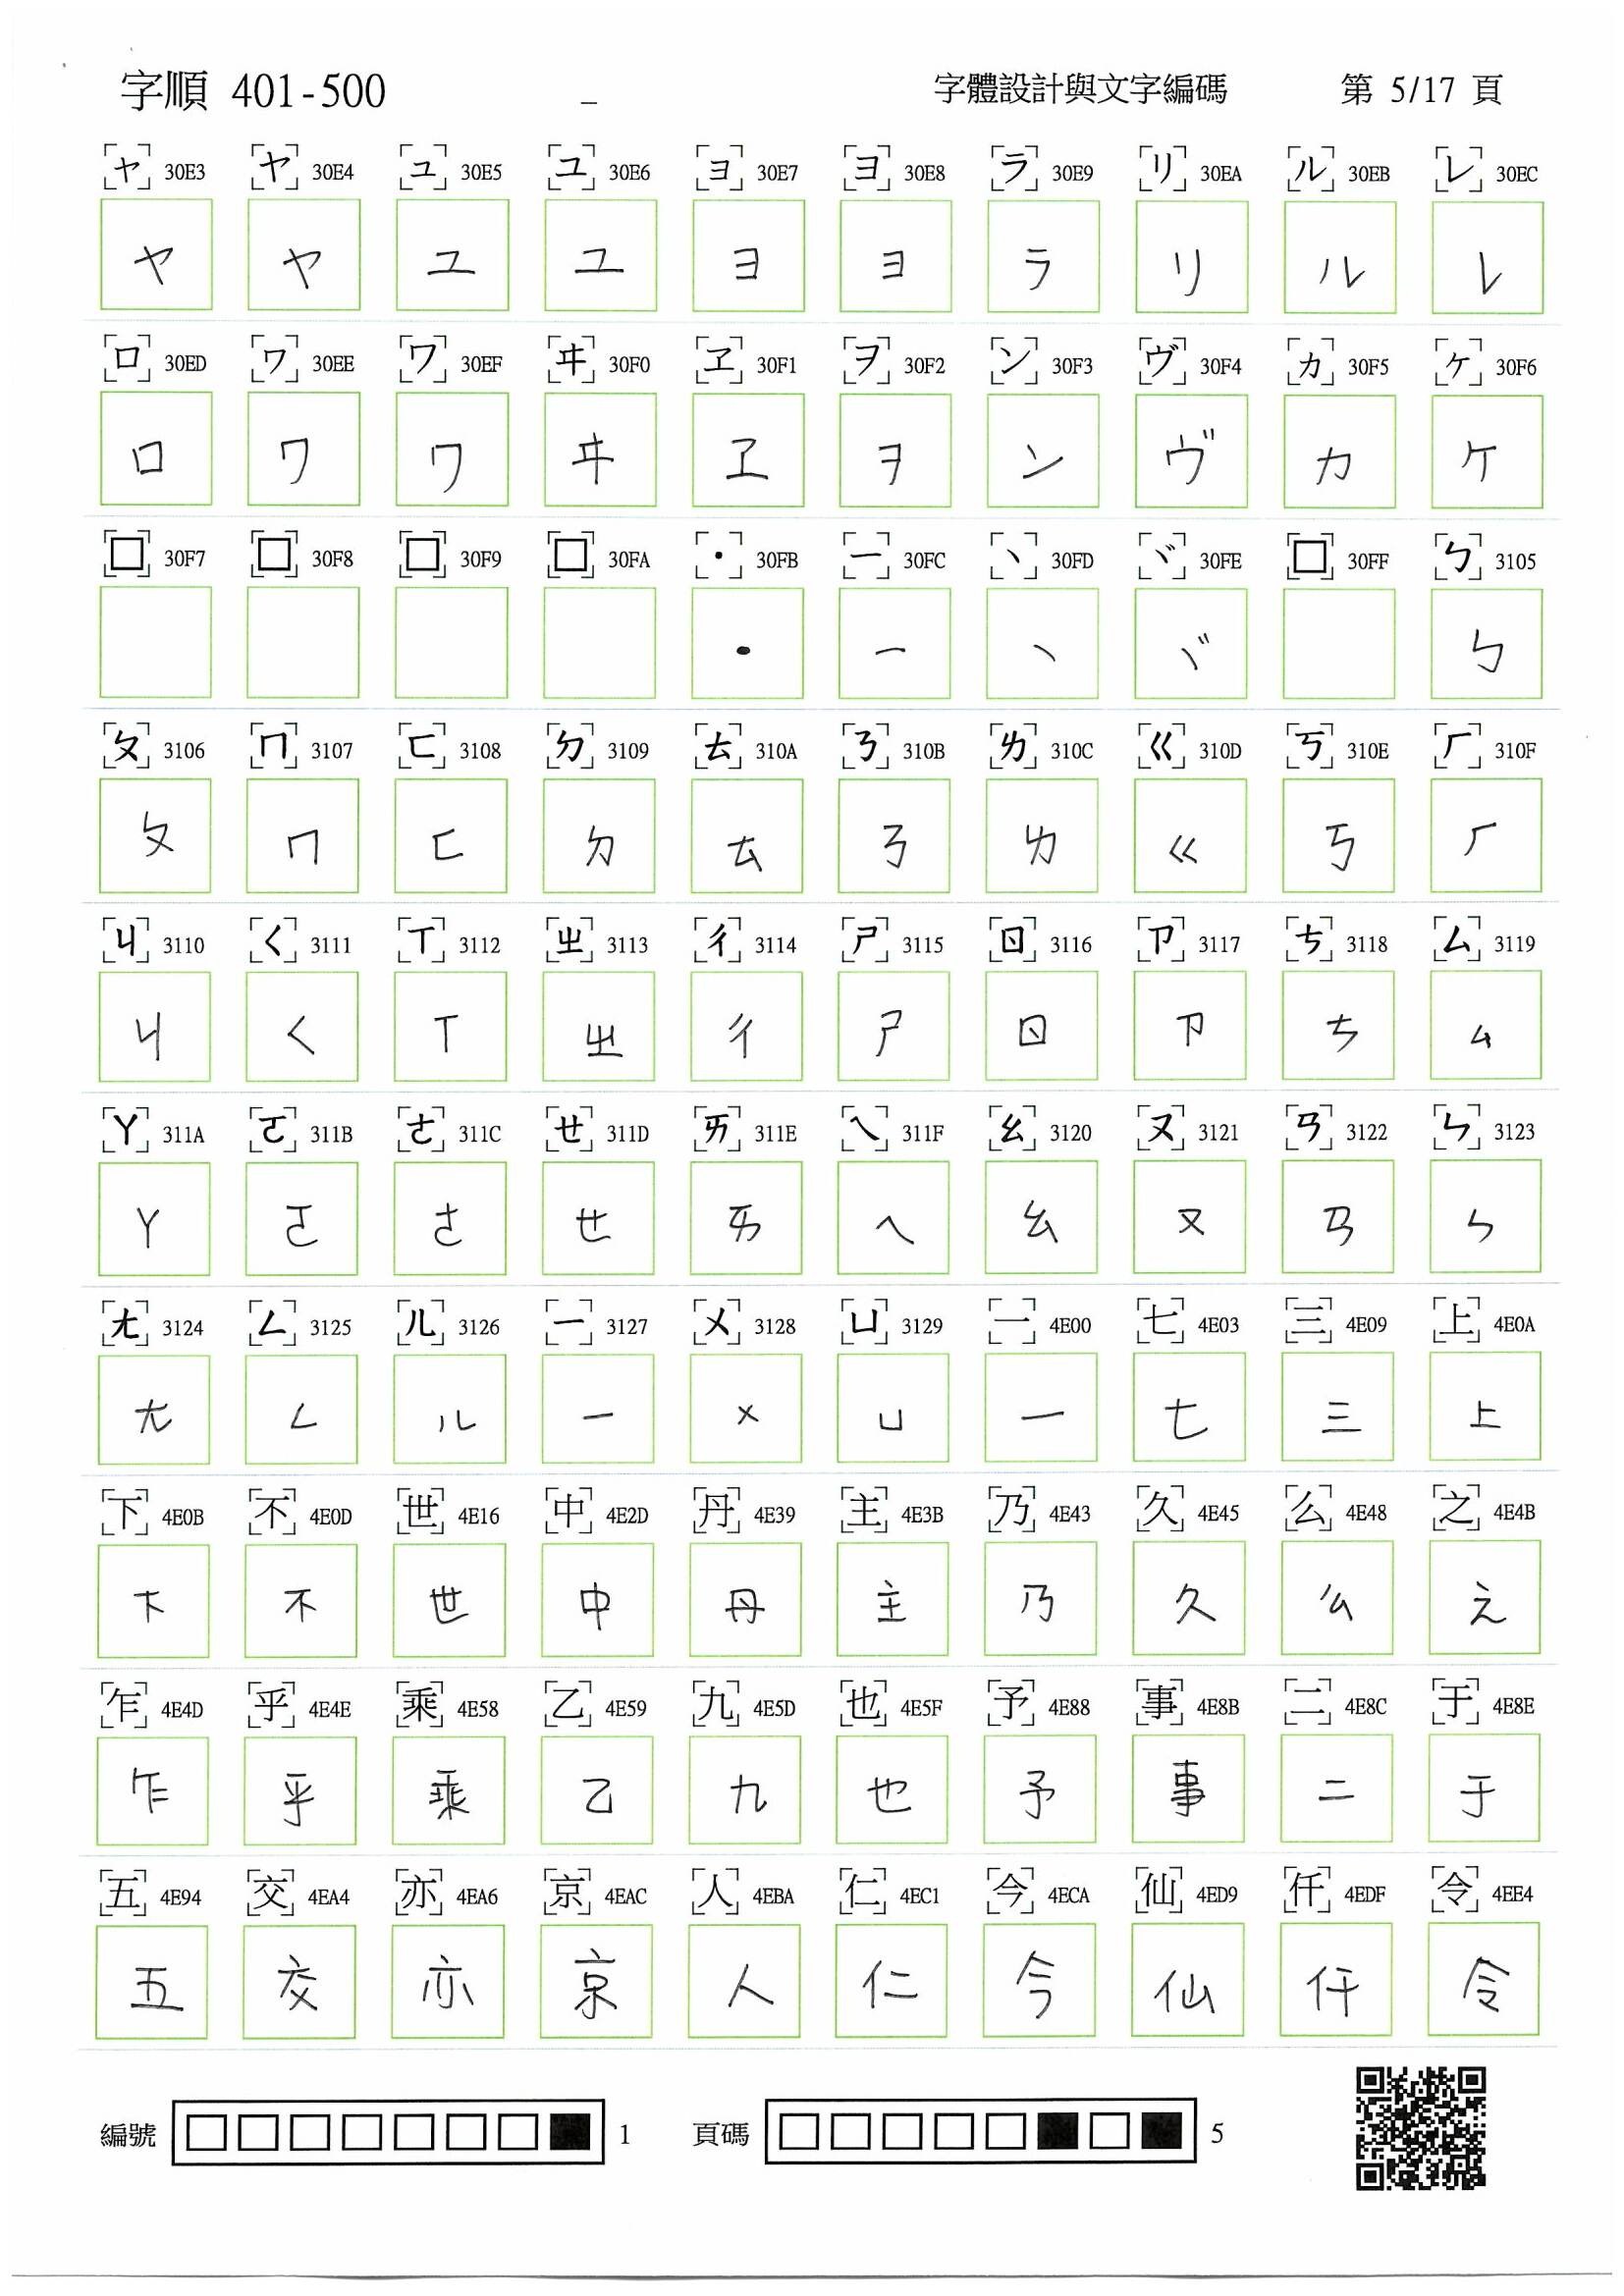 字順 401-500 _ 字體設計與文字編碼 第 5/17 頁
ャ 30E3 ヤ 30E4 ュ 30E5 ユ 30E6 ョ 30E7 ヨ 30E8 ラ 30E9 リ 30EA ル 30EB レ 30EC
ヤ ヤ ユ ユ ヨ ヨ ラ リ ル レ
ロ 30ED ヮ 30EE ワ 30EF ヰ 30F0 ヱ 30F1 ヲ 30F2 ン 30F3 ヴ 30F4 ヵ 30F5 ヶ 30F6
ロ ワ ワ ヰ ヱ ヲ ン ヴ カ ケ
□ 30F7 □ 30F8 □ 30F9 □ 30FA ・ 30FB ー 30FC ヽ 30FD ヾ 30FE □ 30FF ㄅ 3105
・ ー ヽ ヾ ㄅ
ㄆ 3106 ㄇ 3107 ㄈ 3108 ㄉ 3109 ㄊ 310A ㄋ 310B ㄌ 310C ㄍ 310D ㄎ 310E ㄏ 310F
ㄆ ㄇ ㄈ ㄉ ㄊ ㄋ ㄌ ㄍ ㄎ ㄏ
ㄐ 3110 ㄑ 3111 ㄒ 3112 ㄓ 3113 ㄔ 3114 ㄕ 3115 ㄖ 3116 ㄗ 3117 ㄘ 3118 ㄙ 3119
ㄐ ㄑ ㄒ ㄓ ㄔ ㄕ ㄖ ㄗ ㄘ ㄙ
ㄚ 311A ㄛ 311B ㄜ 311C ㄝ 311D ㄞ 311E ㄟ 311F ㄠ 3120 ㄡ 3121 ㄢ 3122 ㄣ 3123
ㄚ ㄛ ㄜ ㄝ ㄞ ㄟ ㄠ ㄡ ㄢ ㄣ
ㄤ 3124 ㄥ 3125 ㄦ 3126 ㄧ 3127 ㄨ 3128 ㄩ 3129 一 4E00 七 4E03 三 4E09 上 4E0A
ㄤ ㄥ ㄦ ㄧ ㄨ ㄩ 一 七 三 上
下 4E0B 不 4E0D 世 4E16 中 4E2D 丹 4E39 主 4E3B 乃 4E43 久 4E45 么 4E48 之 4E4B
下 不 世 中 丹 主 乃 久 么 之
乍 4E4D 乎 4E4E 乘 4E58 乙 4E59 九 4E5D 也 4E5F 予 4E88 事 4E8B 二 4E8C 于 4E8E
乍 乎 乘 乙 九 也 予 事 二 于
五 4E94 交 4EA4 亦 4EA6 京 4EAC 人 4EBA 仁 4EC1 今 4ECA 仙 4ED9 仟 4EDF 令 4EE4
五 交 亦 京 人 仁 今 仙 仟 令
編號 □□□□□□□■ 1 頁碼 □□□□□■□■ 5